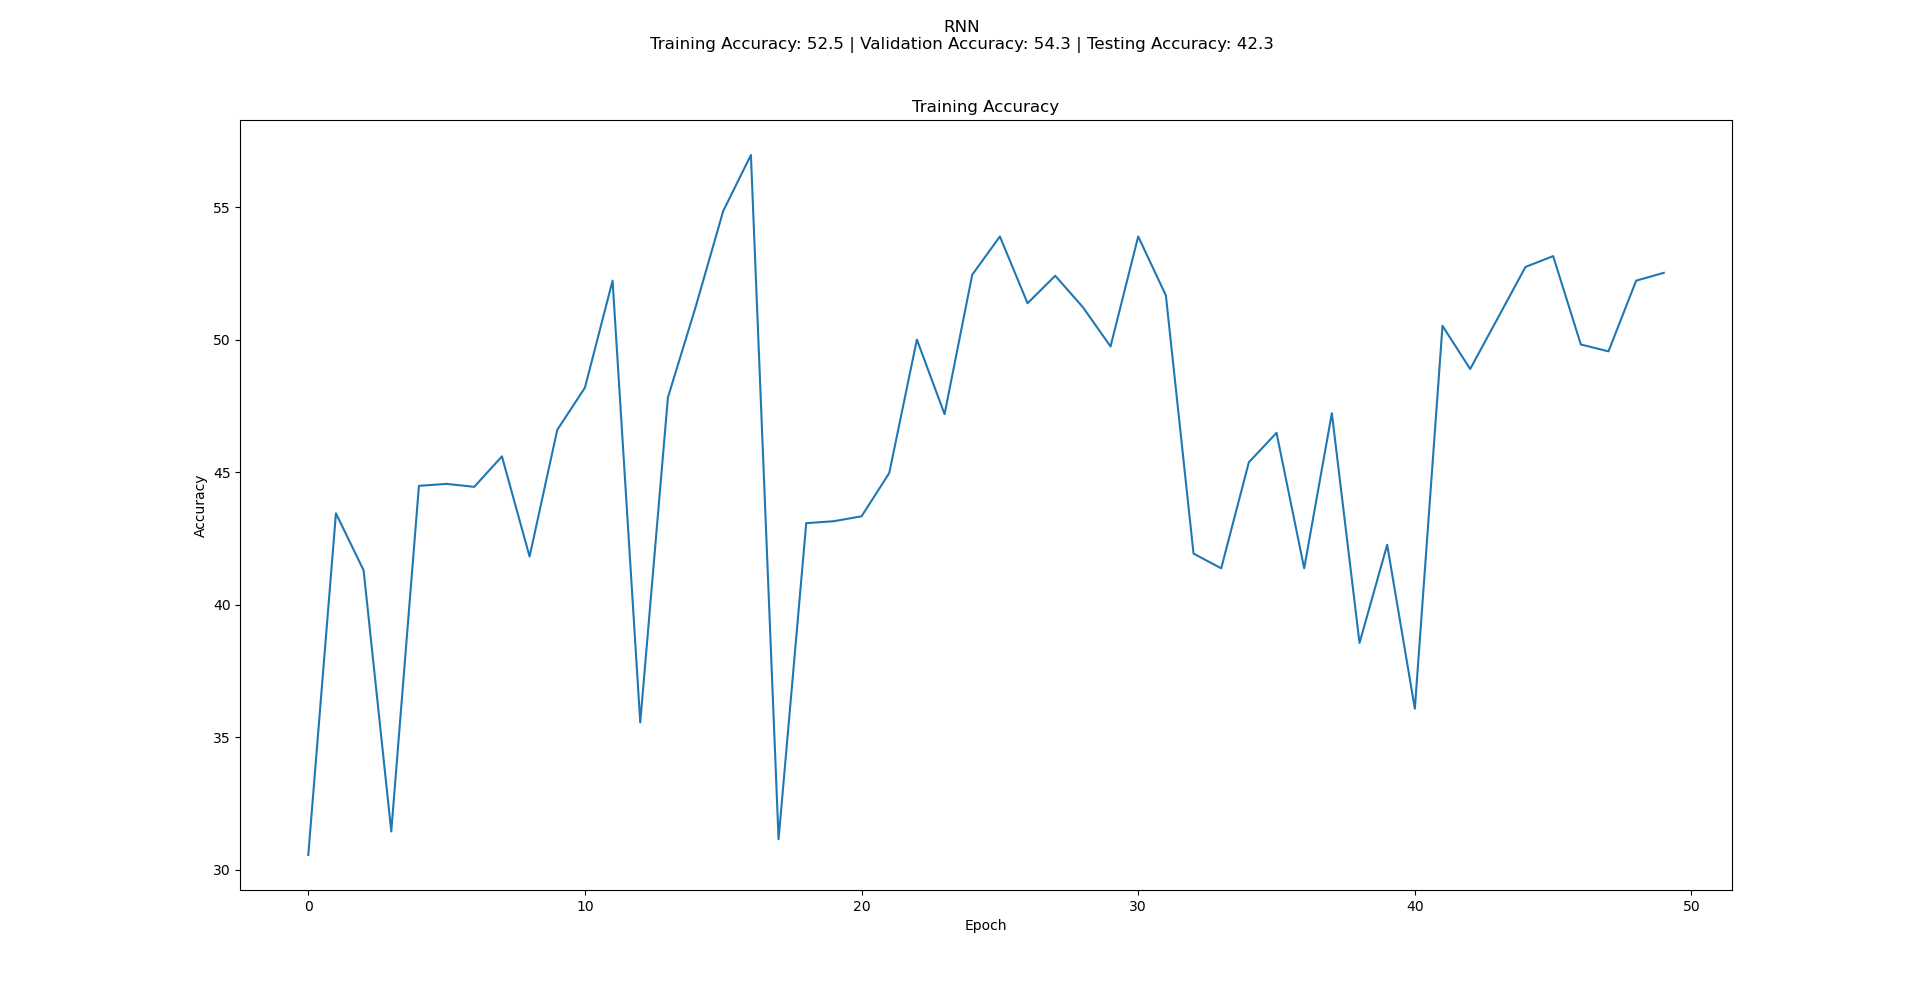 RNN
Training Accuracy: 52.5 | Validation Accuracy: 54.3 | Testing Accuracy: 42.3
Training Accuracy
55
50
45
40
35
30
Accuracy
0 10 20 30 40 50
Epoch